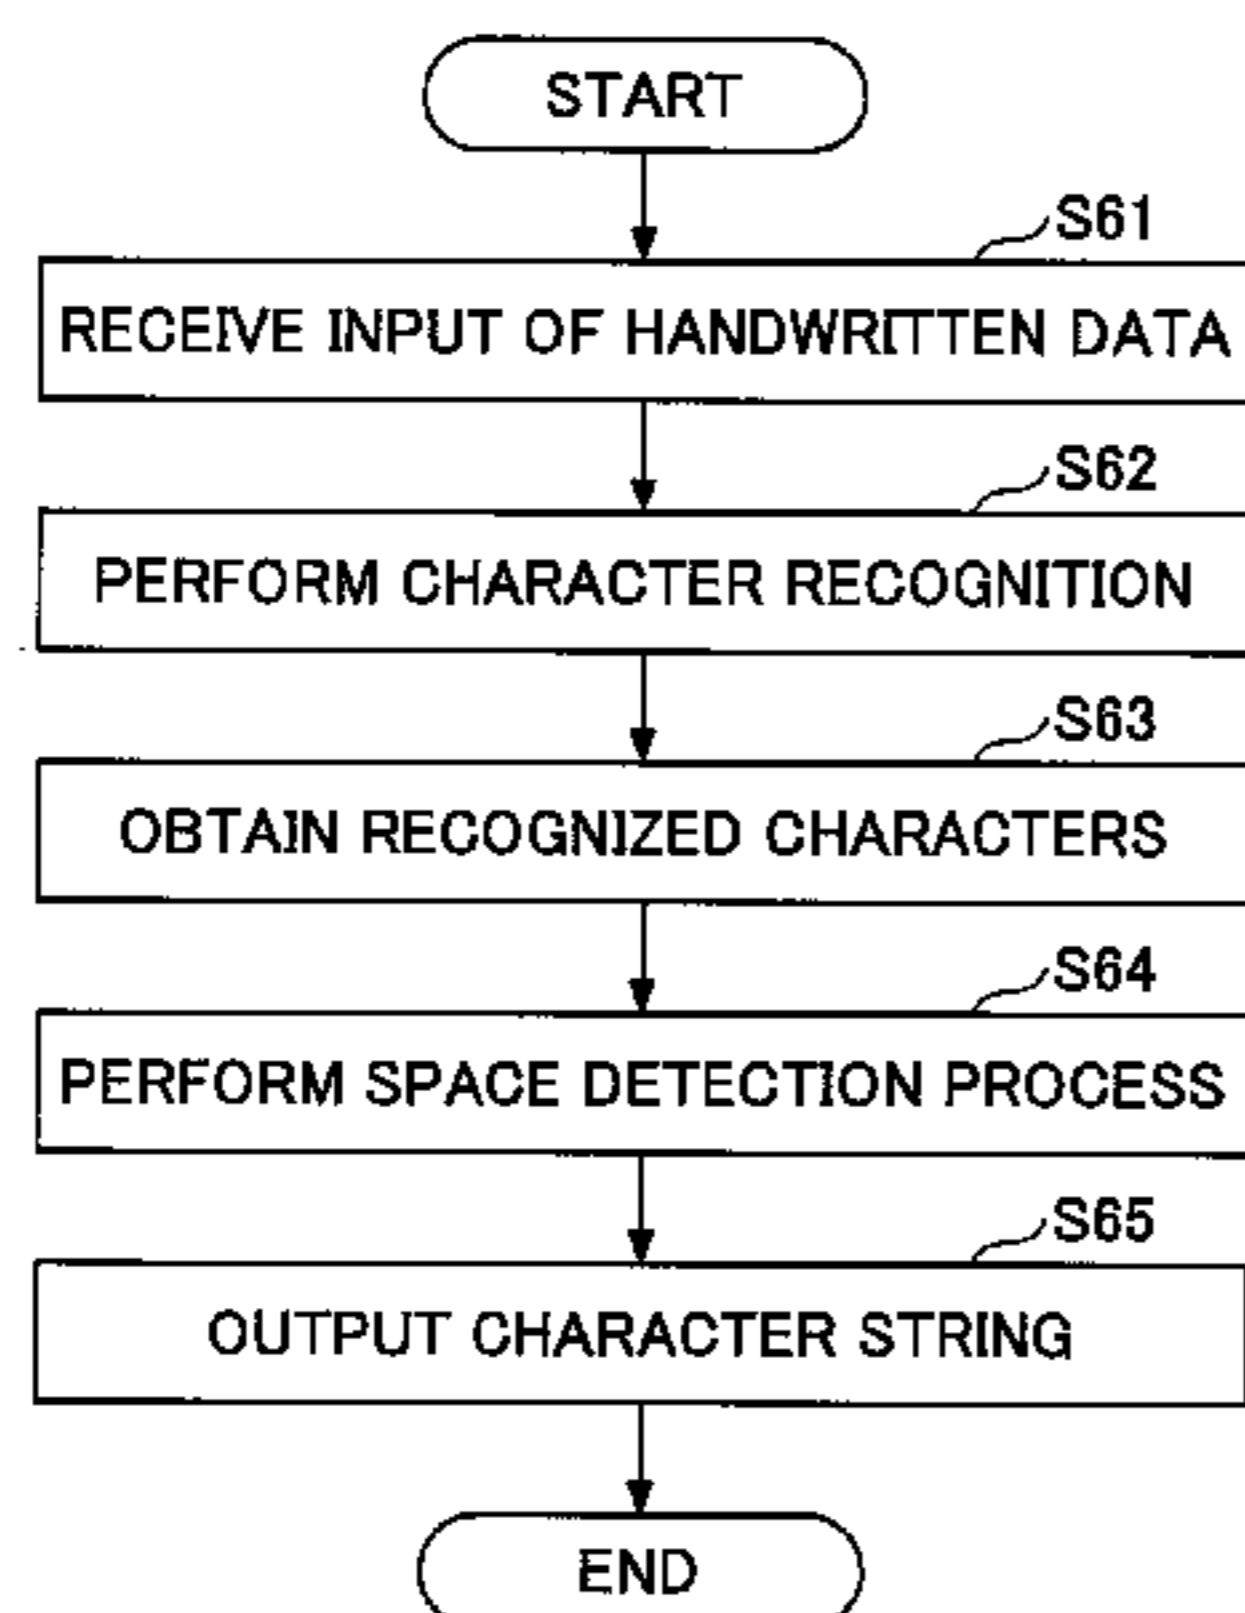 START
S61
RECEIVE INPUT OF HANDWRITTEN DATA
S62
PERFORM CHARACTER RECOGNITION
S63
OBTAIN RECOGNIZED CHARACTERS
S64
PERFORM SPACE DETECTION PROCESS
S65
OUTPUT CHARACTER STRING
END